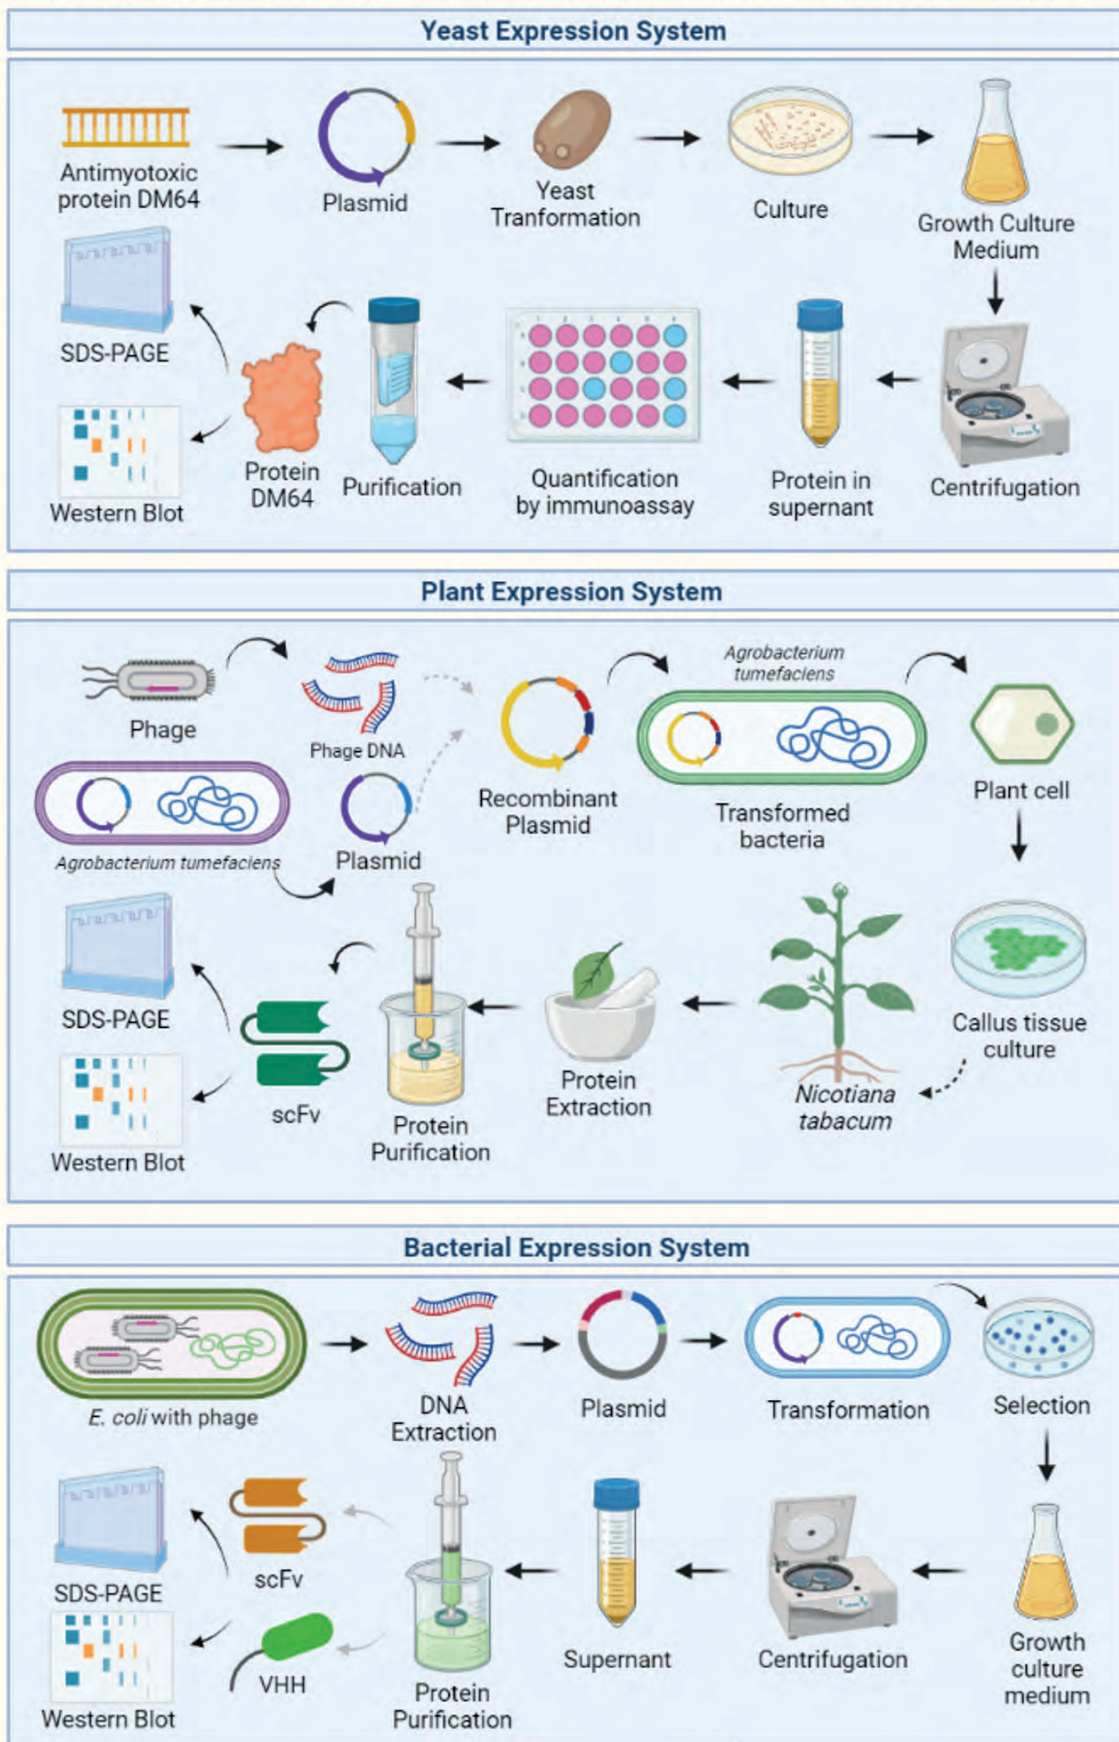 Yeast Expression System
Antimyotoxic
protein DM64
Plasmid
Yeast
Tranformation
Culture
Growth Culture
Medium
SDS-PAGE
Western Blot
Protein
DM64
Purification
Quantification
by immunoassay
Protein in
supernant
Centrifugation
Plant Expression System
Phage
Phage DNA
Agrobacterium tumefaciens
Plasmid
Recombinant
Plasmid
Agrobacterium
tumefaciens
Transformed
bacteria
Plant cell
SDS-PAGE
Western Blot
scFv
Protein
Purification
Protein
Extraction
Nicotiana
tabacum
Callus tissue
culture
Bacterial Expression System
E. coli with phage
DNA
Extraction
Plasmid
Transformation
Selection
SDS-PAGE
Western Blot
scFv
VHH
Protein
Purification
Supernant
Centrifugation
Growth
culture
medium